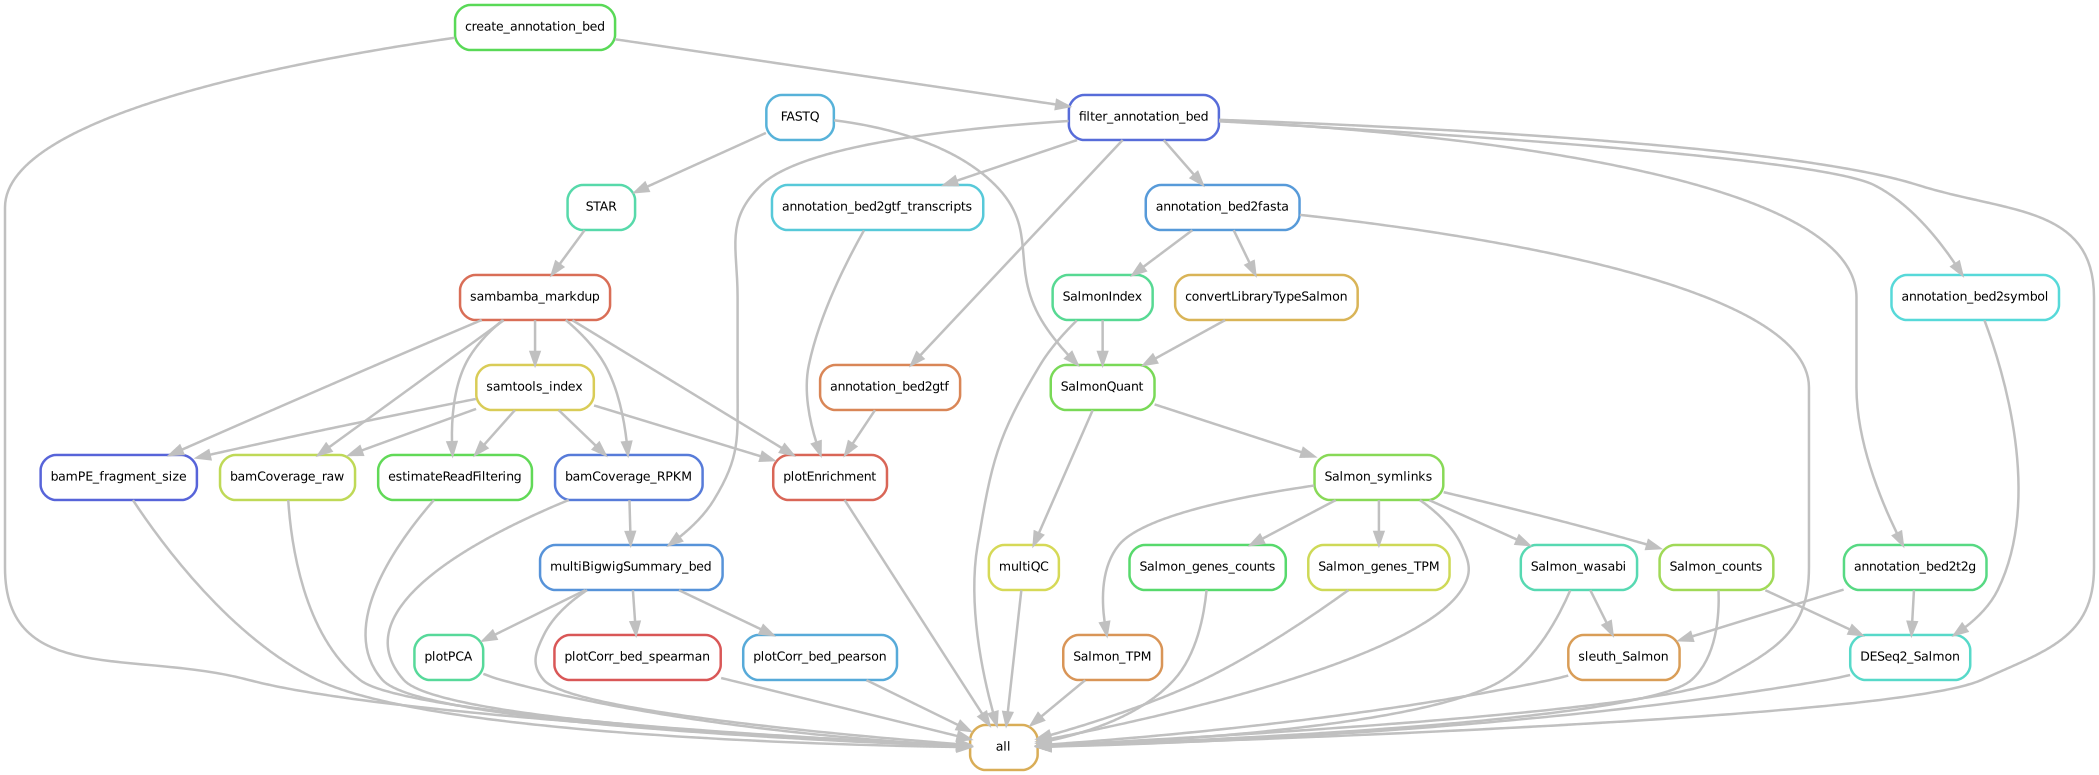 create_annotation_bed
FASTQ
filter_annotation_bed
STAR
annotation_bed2gtf_transcripts
annotation_bed2fasta
sambamba_markdup
SalmonIndex
convertLibraryTypeSalmon
annotation_bed2symbol
samtools_index
annotation_bed2gtf
SalmonQuant
bamPE_fragment_size
bamCoverage_raw
estimateReadFiltering
bamCoverage_RPKM
plotEnrichment
Salmon_symlinks
multiBigwigSummary_bed
multiQC
Salmon_genes_counts
Salmon_genes_TPM
Salmon_wasabi
Salmon_counts
annotation_bed2t2g
plotPCA
plotCorr_bed_spearman
plotCorr_bed_pearson
Salmon_TPM
sleuth_Salmon
DESeq2_Salmon
all